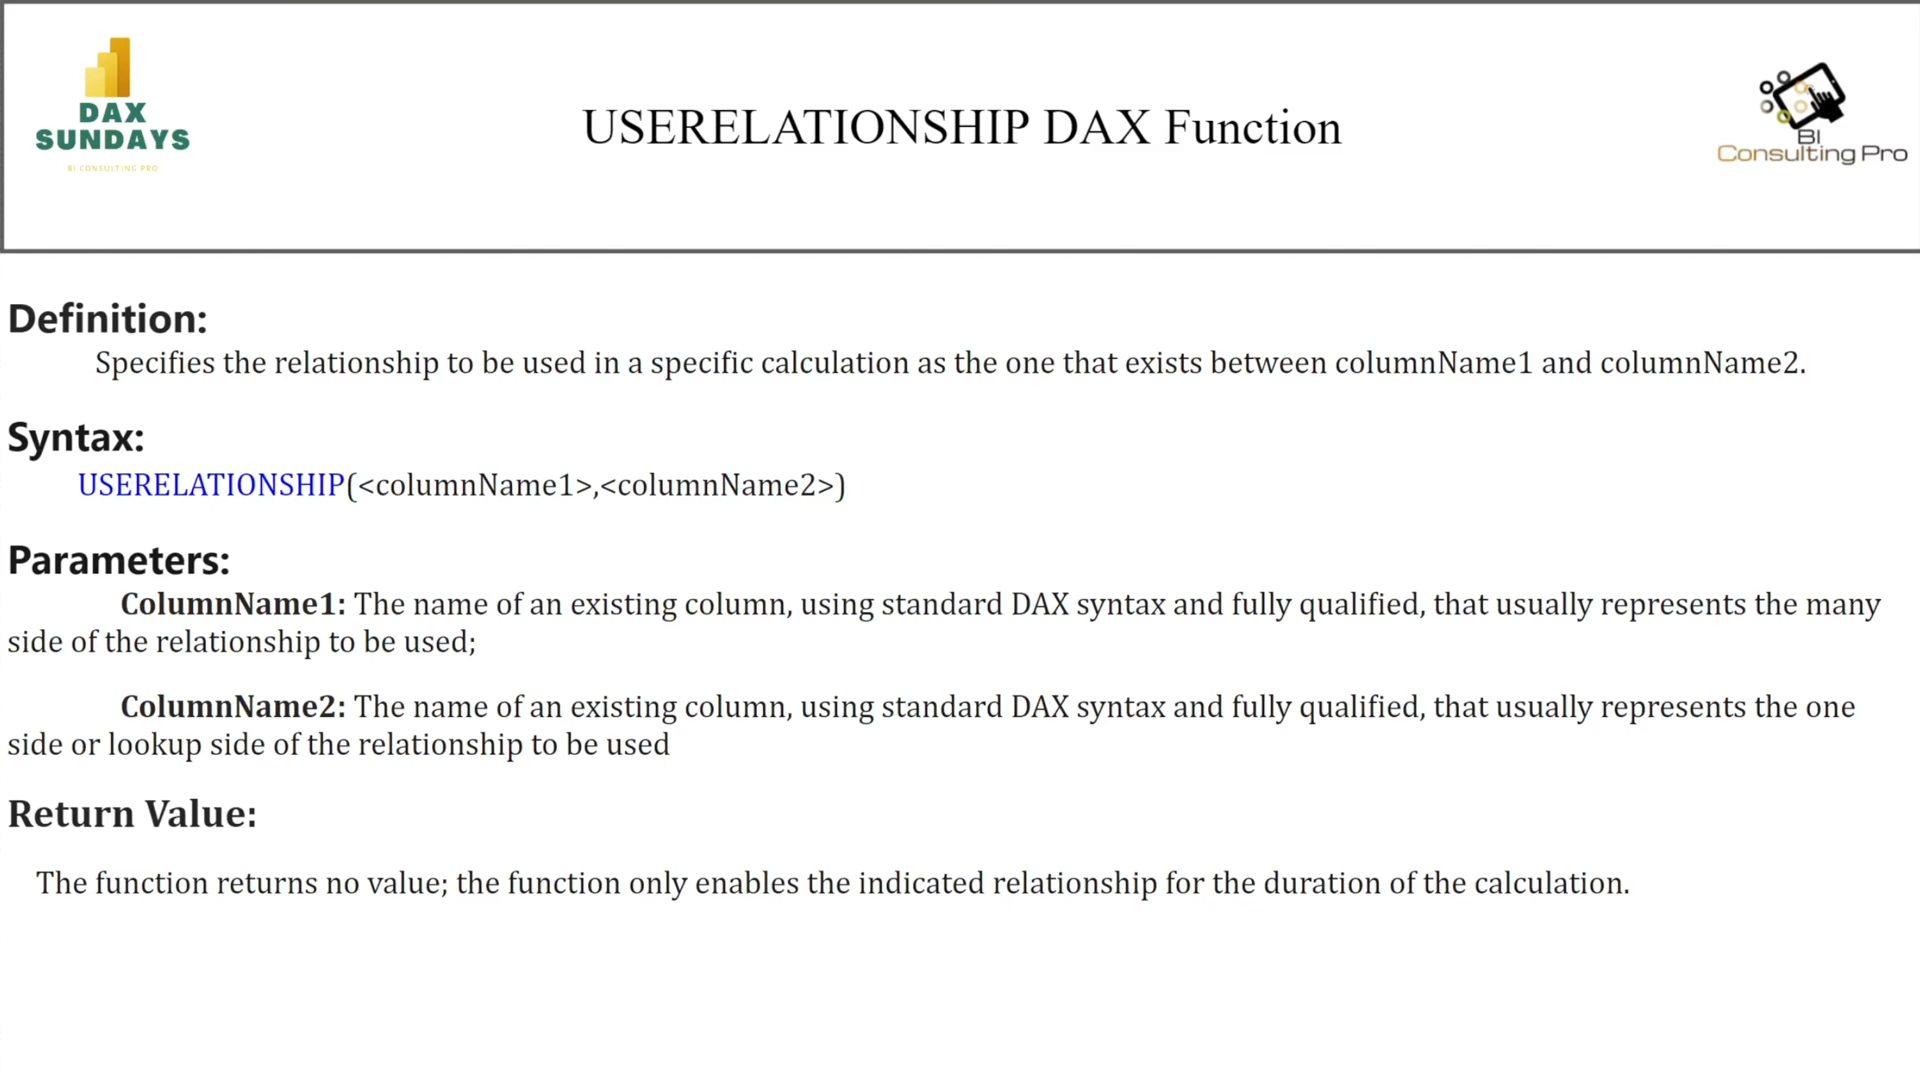 DAX
SUNDAYS
BI CONSULTING PRO
USERELATIONSHIP DAX Function
BI
Consulting Pro
Definition:
Specifies the relationship to be used in a specific calculation as the one that exists between columnName1 and columnName2.
Syntax:
USERELATIONSHIP(<columnName1>,<columnName2>)
Parameters:
ColumnName1: The name of an existing column, using standard DAX syntax and fully qualified, that usually represents the many
side of the relationship to be used;
ColumnName2: The name of an existing column, using standard DAX syntax and fully qualified, that usually represents the one
side or lookup side of the relationship to be used
Return Value:
The function returns no value; the function only enables the indicated relationship for the duration of the calculation.